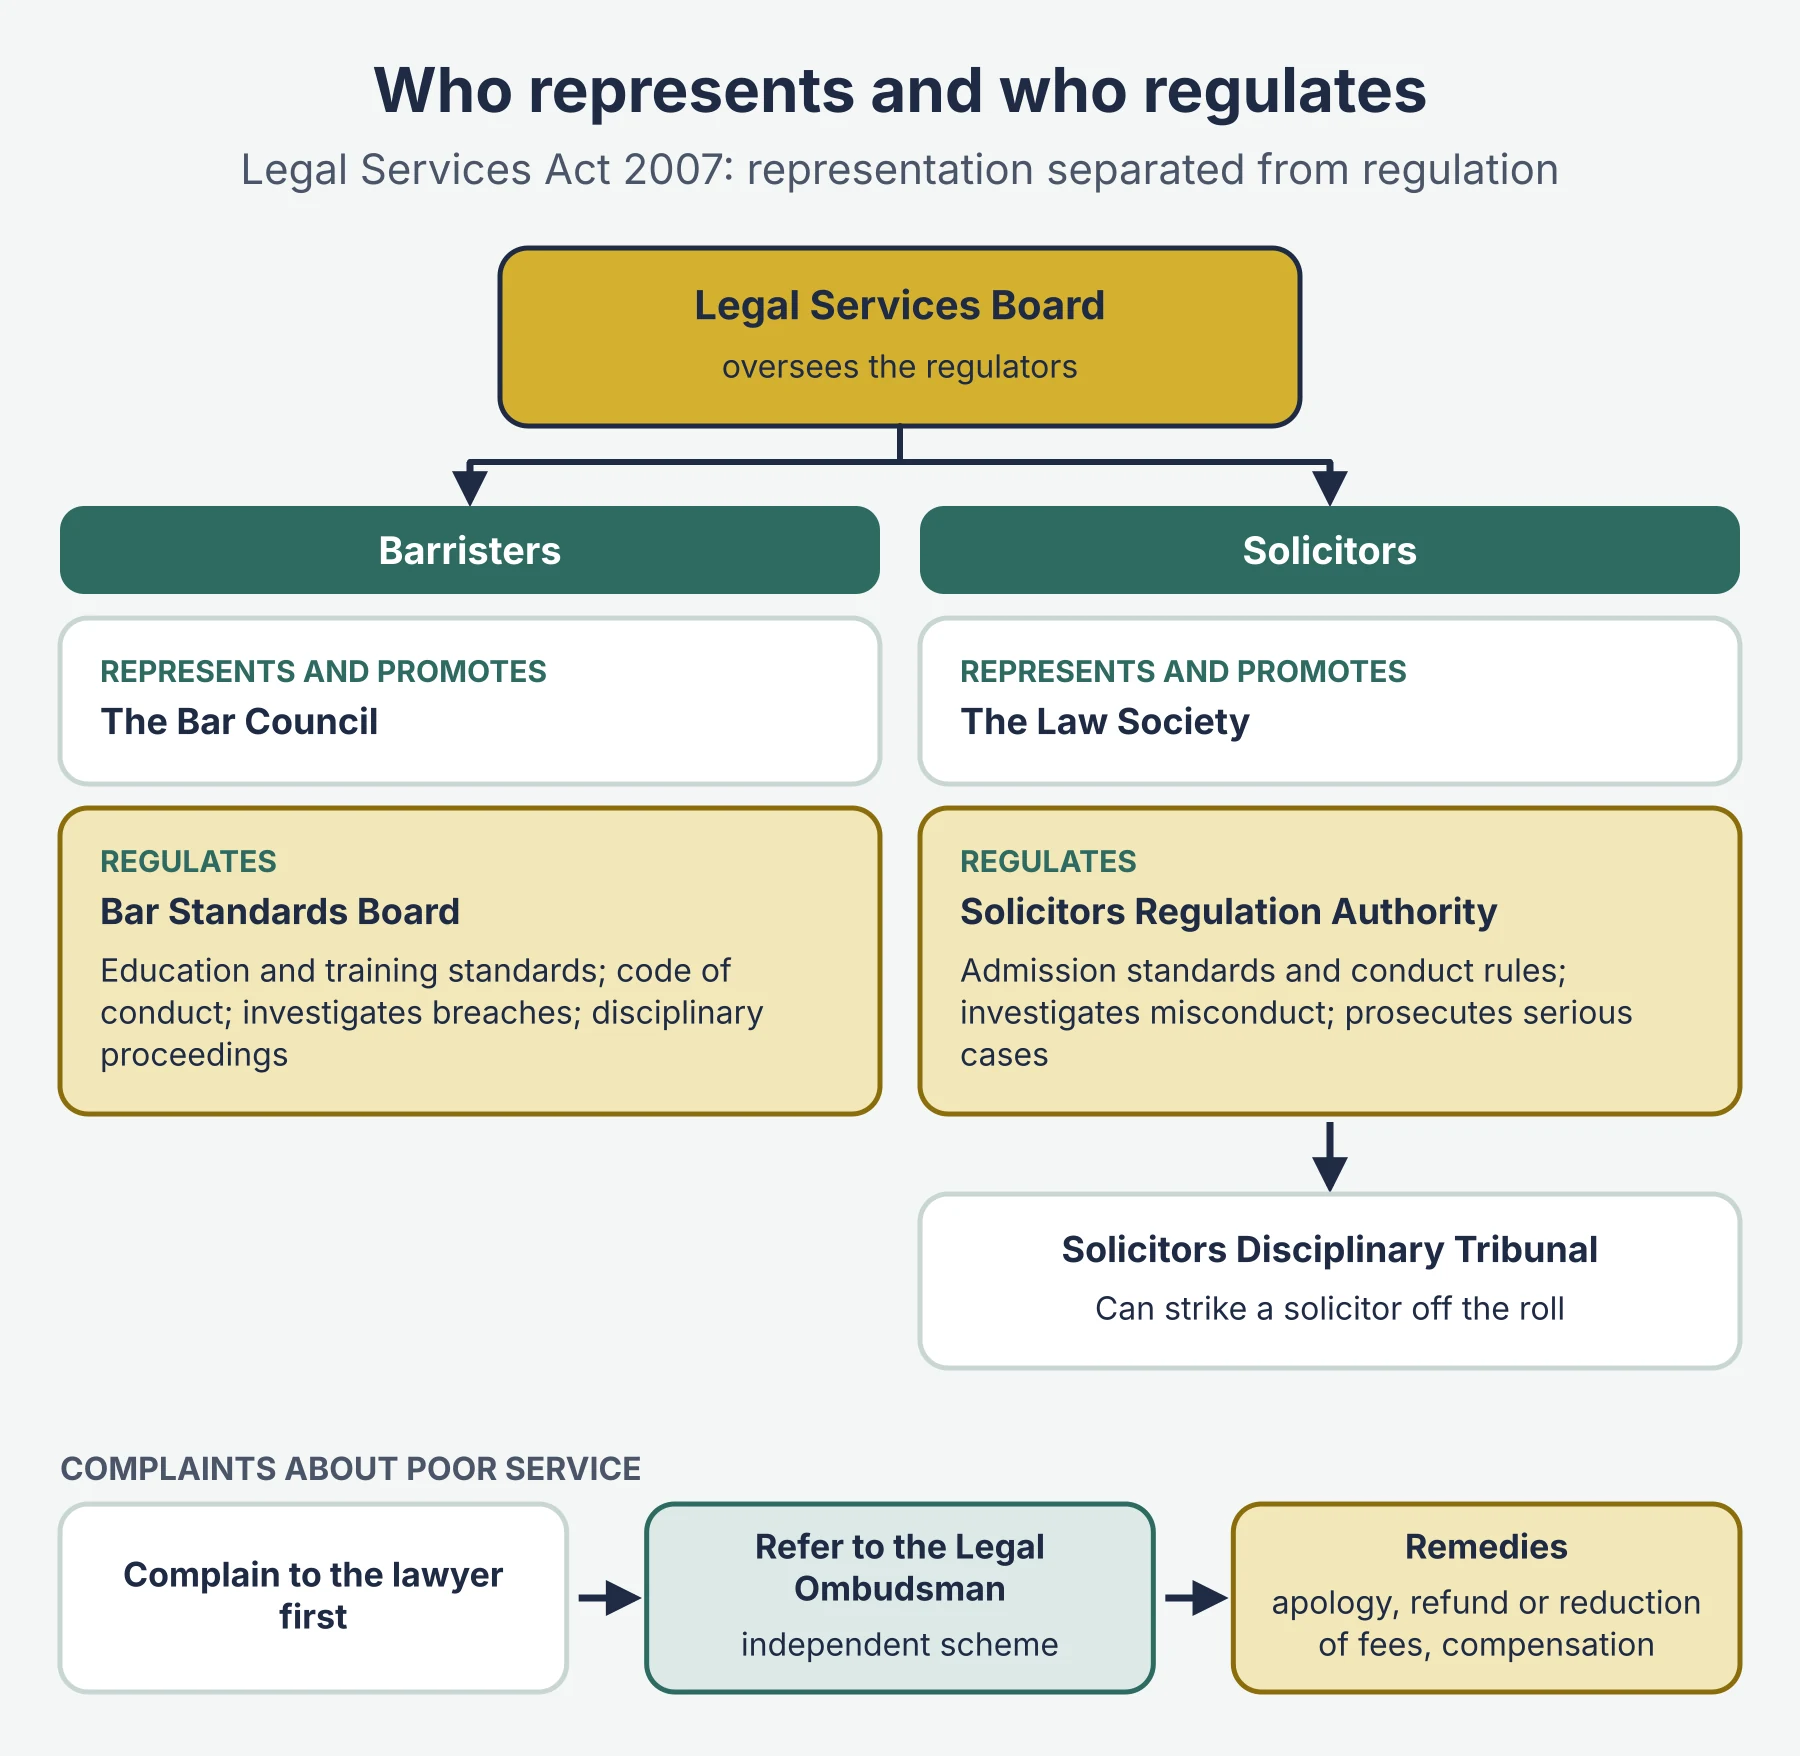 Who represents and who regulates
Legal Services Act 2007: representation separated from regulation
Legal Services Board
oversees the regulators
Barristers
REPRESENTS AND PROMOTES
The Bar Council
REGULATES
Bar Standards Board
Education and training standards; code of
conduct; investigates breaches; disciplinary
proceedings
Solicitors
REPRESENTS AND PROMOTES
The Law Society
REGULATES
Solicitors Regulation Authority
Admission standards and conduct rules;
investigates misconduct; prosecutes serious
cases
Solicitors Disciplinary Tribunal
Can strike a solicitor off the roll
COMPLAINTS ABOUT POOR SERVICE
Complain to the lawyer
first
Refer to the Legal
Ombudsman
independent scheme
Remedies
apology, refund or reduction
of fees, compensation